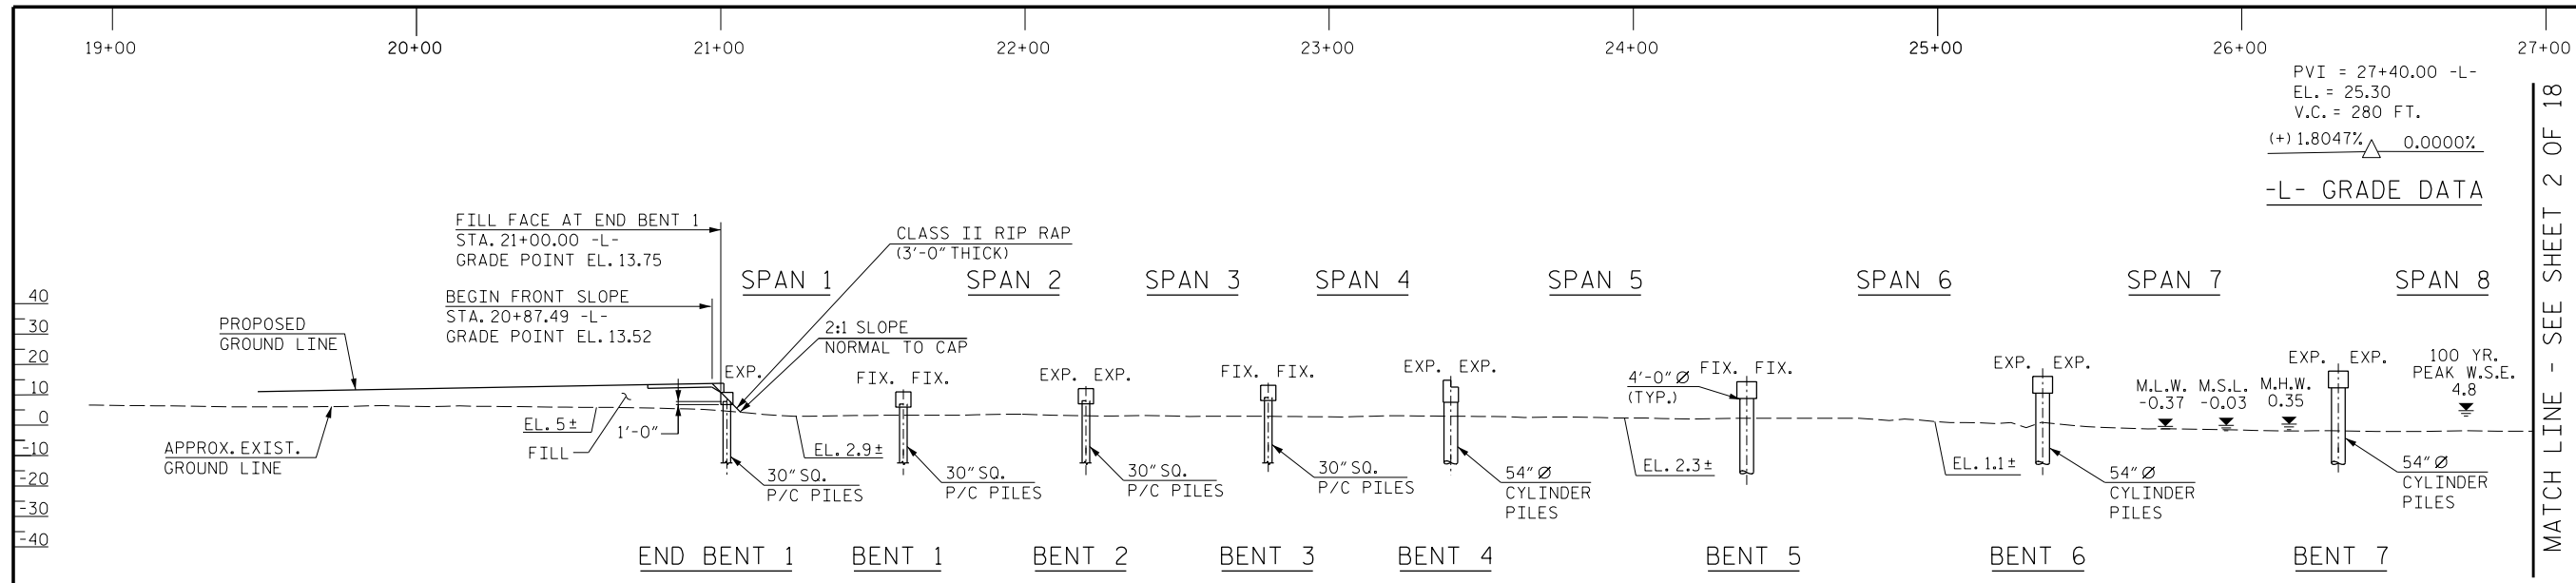 19+00 20+00 21+00 22+00 23+00 24+00 25+00 26+00 27+00
PVI = 27+40.00 -L-
EL. = 25.30
V.C. = 280 FT.
(+) 1.8047% 0.0000%
-L- GRADE DATA
MATCH LINE - SEE SHEET 2 OF 18
FILL FACE AT END BENT 1
STA. 21+00.00 -L-
GRADE POINT EL. 13.75
CLASS II RIP RAP
(3'-0" THICK)
BEGIN FRONT SLOPE
STA. 20+87.49 -L-
GRADE POINT EL. 13.52
2:1 SLOPE
NORMAL TO CAP
SPAN 1 SPAN 2 SPAN 3 SPAN 4 SPAN 5 SPAN 6 SPAN 7 SPAN 8
40
30
20
10
0
-10
-20
-30
-40
PROPOSED
GROUND LINE
APPROX. EXIST.
GROUND LINE
EL. 5±
FILL
1'-0"
EXP.
FIX. FIX.
EXP. EXP.
FIX. FIX.
EXP. EXP.
FIX. FIX.
EXP. EXP.
EXP. EXP.
4'-0" Ø
(TYP.)
M.L.W.
-0.37
M.S.L.
-0.03
M.H.W.
0.35
100 YR.
PEAK W.S.E.
4.8
EL. 2.9±
EL. 2.3±
EL. 1.1±
30" SQ.
P/C PILES
30" SQ.
P/C PILES
30" SQ.
P/C PILES
30" SQ.
P/C PILES
54" Ø
CYLINDER
PILES
54" Ø
CYLINDER
PILES
54" Ø
CYLINDER
PILES
END BENT 1 BENT 1 BENT 2 BENT 3 BENT 4 BENT 5 BENT 6 BENT 7